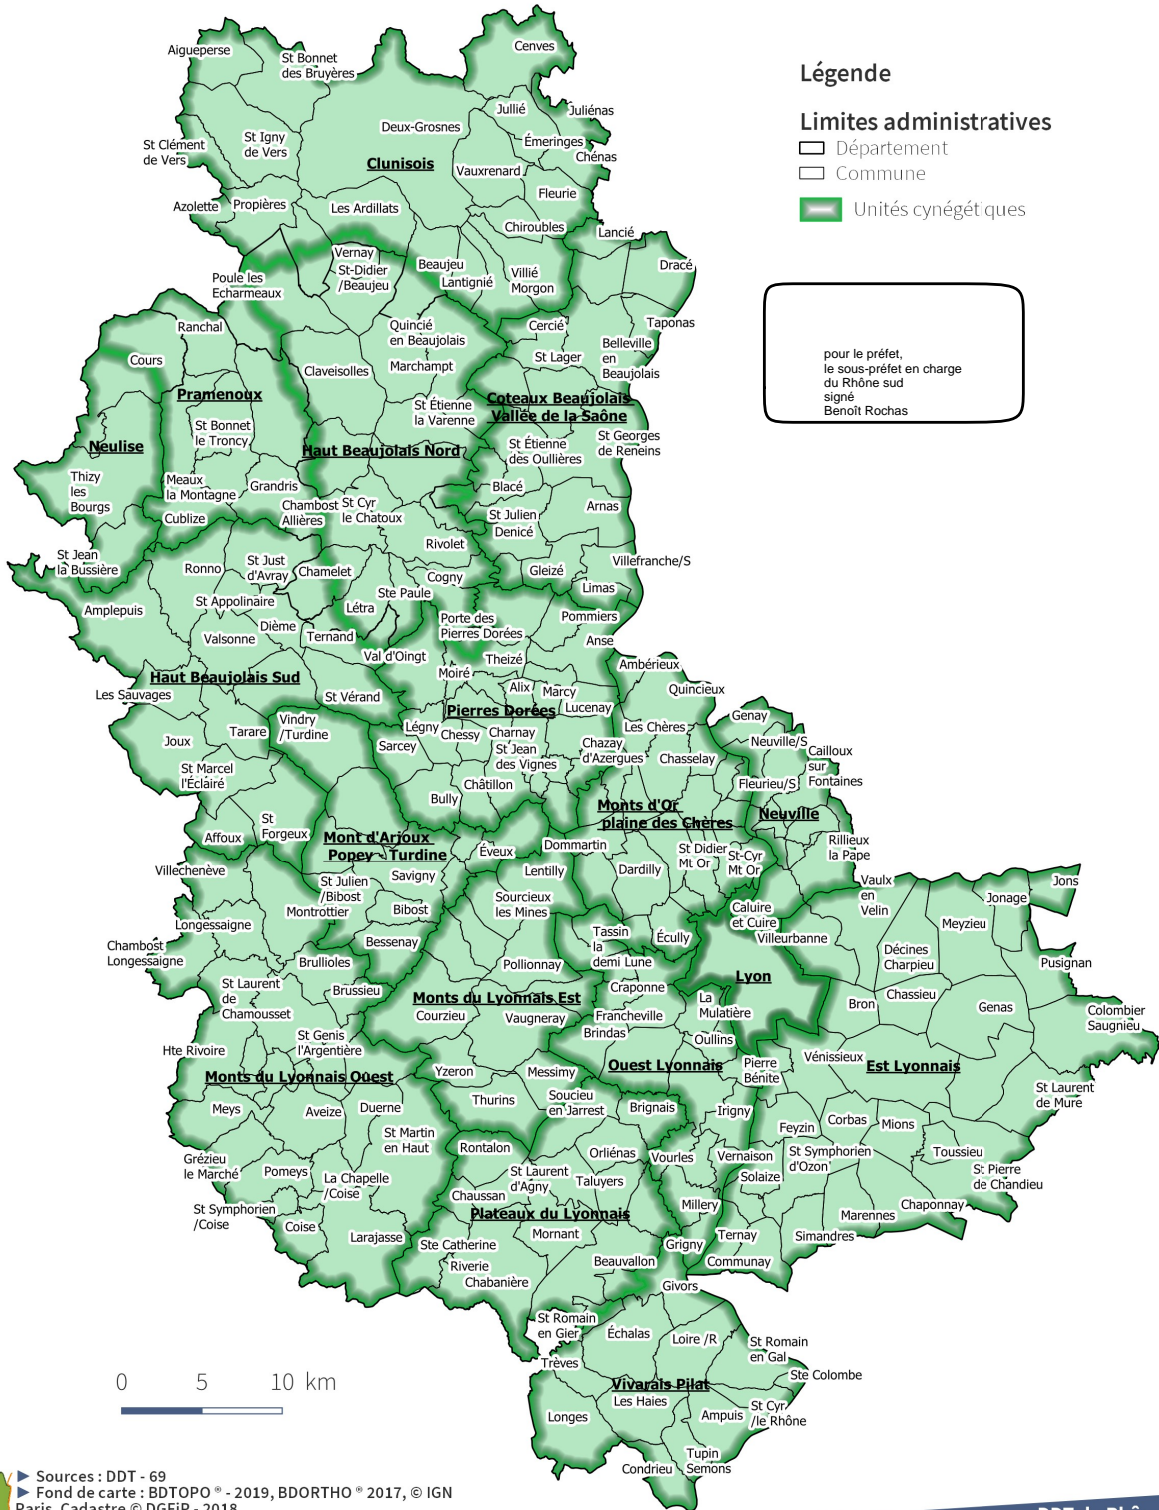 Légende
Limites administratives
Département
Commune
Unités cynégétiques
pour le préfet,
le sous-préfet en charge
du Rhône sud
signé
Benoît Rochas
Cenves
Aigueperse
St Bonnet
des Bruyères
Jullié
Juliénas
Deux-Grosnes
St Igny
de Vers
St Clément
de Vers
Émeringes
Chénas
Clunisois
Vauxrenard
Fleurie
Azolette
Propières
Les Ardillats
Chiroubles
Lancié
Vernay
St-Didier
/Beaujeu
Beaujeu
Lantignié
Villié
Morgon
Dracé
Poule les
Echarmeaux
Ranchal
Quincié
en Beaujolais
Cercié
Taponas
Belleville
en
Beaujolais
St Lager
Cours
Claveisolles
Marchampt
Pramenoux
Coteaux Beaujolais
Vallée de la Saône
St Étienne
la Varenne
St Bonnet
le Troncy
Neulise
Haut Beaujolais Nord
St Étienne
des Oullières
St Georges
de Reneins
Thizy
les
Bourgs
Meaux
la Montagne
Grandris
Blacé
Arnas
Chambost
Allières
St Cyr
le Chatoux
St Julien
Denicé
Cublize
Rivolet
St Jean
la Bussière
Ronno
St Just
d'Avray
Chamelet
Cogny
Gleizé
Villefranche/S
Limas
Ste Paule
Amplepuis
St Appolinaire
Létra
Porte des
Pierres Dorées
Pommiers
Dième
Valsonne
Ternand
Anse
Val d'Oingt
Theizé
Moiré
Ambérieux
Haut Beaujolais Sud
Les Sauvages
St Vérand
Alix
Marcy
Quincieux
Pierres Dorées
Lucenay
Genay
Vindry
/Turdine
Tarare
Légny
Chessy
Charnay
Les Chères
Joux
Sarcey
St Jean
des Vignes
Chazay
d'Azergues
Chasselay
Neuville/S
Cailloux
sur
Fontaines
St Marcel
l'Éclairé
Châtillon
Fleurieu/S
Bully
Monts d'Or
plaine des Chères
Neuville
St
Forgeux
Affoux
Mont d'Arjoux
Popey - Turdine
Éveux
Dommartin
St Didier
Mt Or
St-Cyr
Mt Or
Rillieux
la Pape
Villechenève
Lentilly
Dardilly
St Julien
/Bibost
Savigny
Montrottier
Bibost
Sourcieux
les Mines
Vaulx
en
Velin
Jons
Jonage
Caluire
et Cuire
Longessaigne
Meyzieu
Chambost
Longessaigne
Bessenay
Tassin
la
demi Lune
Écully
Villeurbanne
Décines
Charpieu
Brullioles
Pollionnay
Pusignan
Lyon
St Laurent
de
Chamousset
Brussieu
Craponne
La
Mulatière
Chassieu
Bron
Genas
Monts du Lyonnais Est
Courzieu
Vaugneray
Francheville
Colombier
Saugnieu
St Genis
l'Argentière
Brindas
Oullins
Hte Rivoire
Vénissieux
Est Lyonnais
Monts du Lyonnais Ouest
Yzeron
Messimy
Ouest Lyonnais
Pierre
Bénite
St Laurent
de Mure
Meys
Aveize
Duerne
Thurins
Soucieu
en Jarrest
Brignais
Irigny
Corbas
Mions
Feyzin
St Martin
en Haut
Rontalon
Orliénas
Vourles
Vernaison
St Symphorien
d'Ozon
Toussieu
Grézieu
le Marché
Pomeys
La Chapelle
/Coise
St Laurent
d'Agny
Taluyers
Solaize
St Pierre
de Chandieu
Chaussan
Millery
Chaponnay
St Symphorien
/Coise
Coise
Plateaux du Lyonnais
Marennes
Larajasse
Mornant
Ternay
Simandres
Ste Catherine
Grigny
Riverie
Beauvallon
Communay
Chabanière
Givors
St Romain
en Gier
Échalas
Loire /R
St Romain
en Gal
Trèves
Ste Colombe
Vivarais Pilat
Les Haies
Longes
Ampuis
St Cyr
/le Rhône
Tupin
Semons
Condrieu
0 5 10 km
Sources : DDT - 69
Fond de carte : BDTOPO ® - 2019, BDORTHO ® 2017, © IGN
Paris, Cadastre © DGFiP - 2018